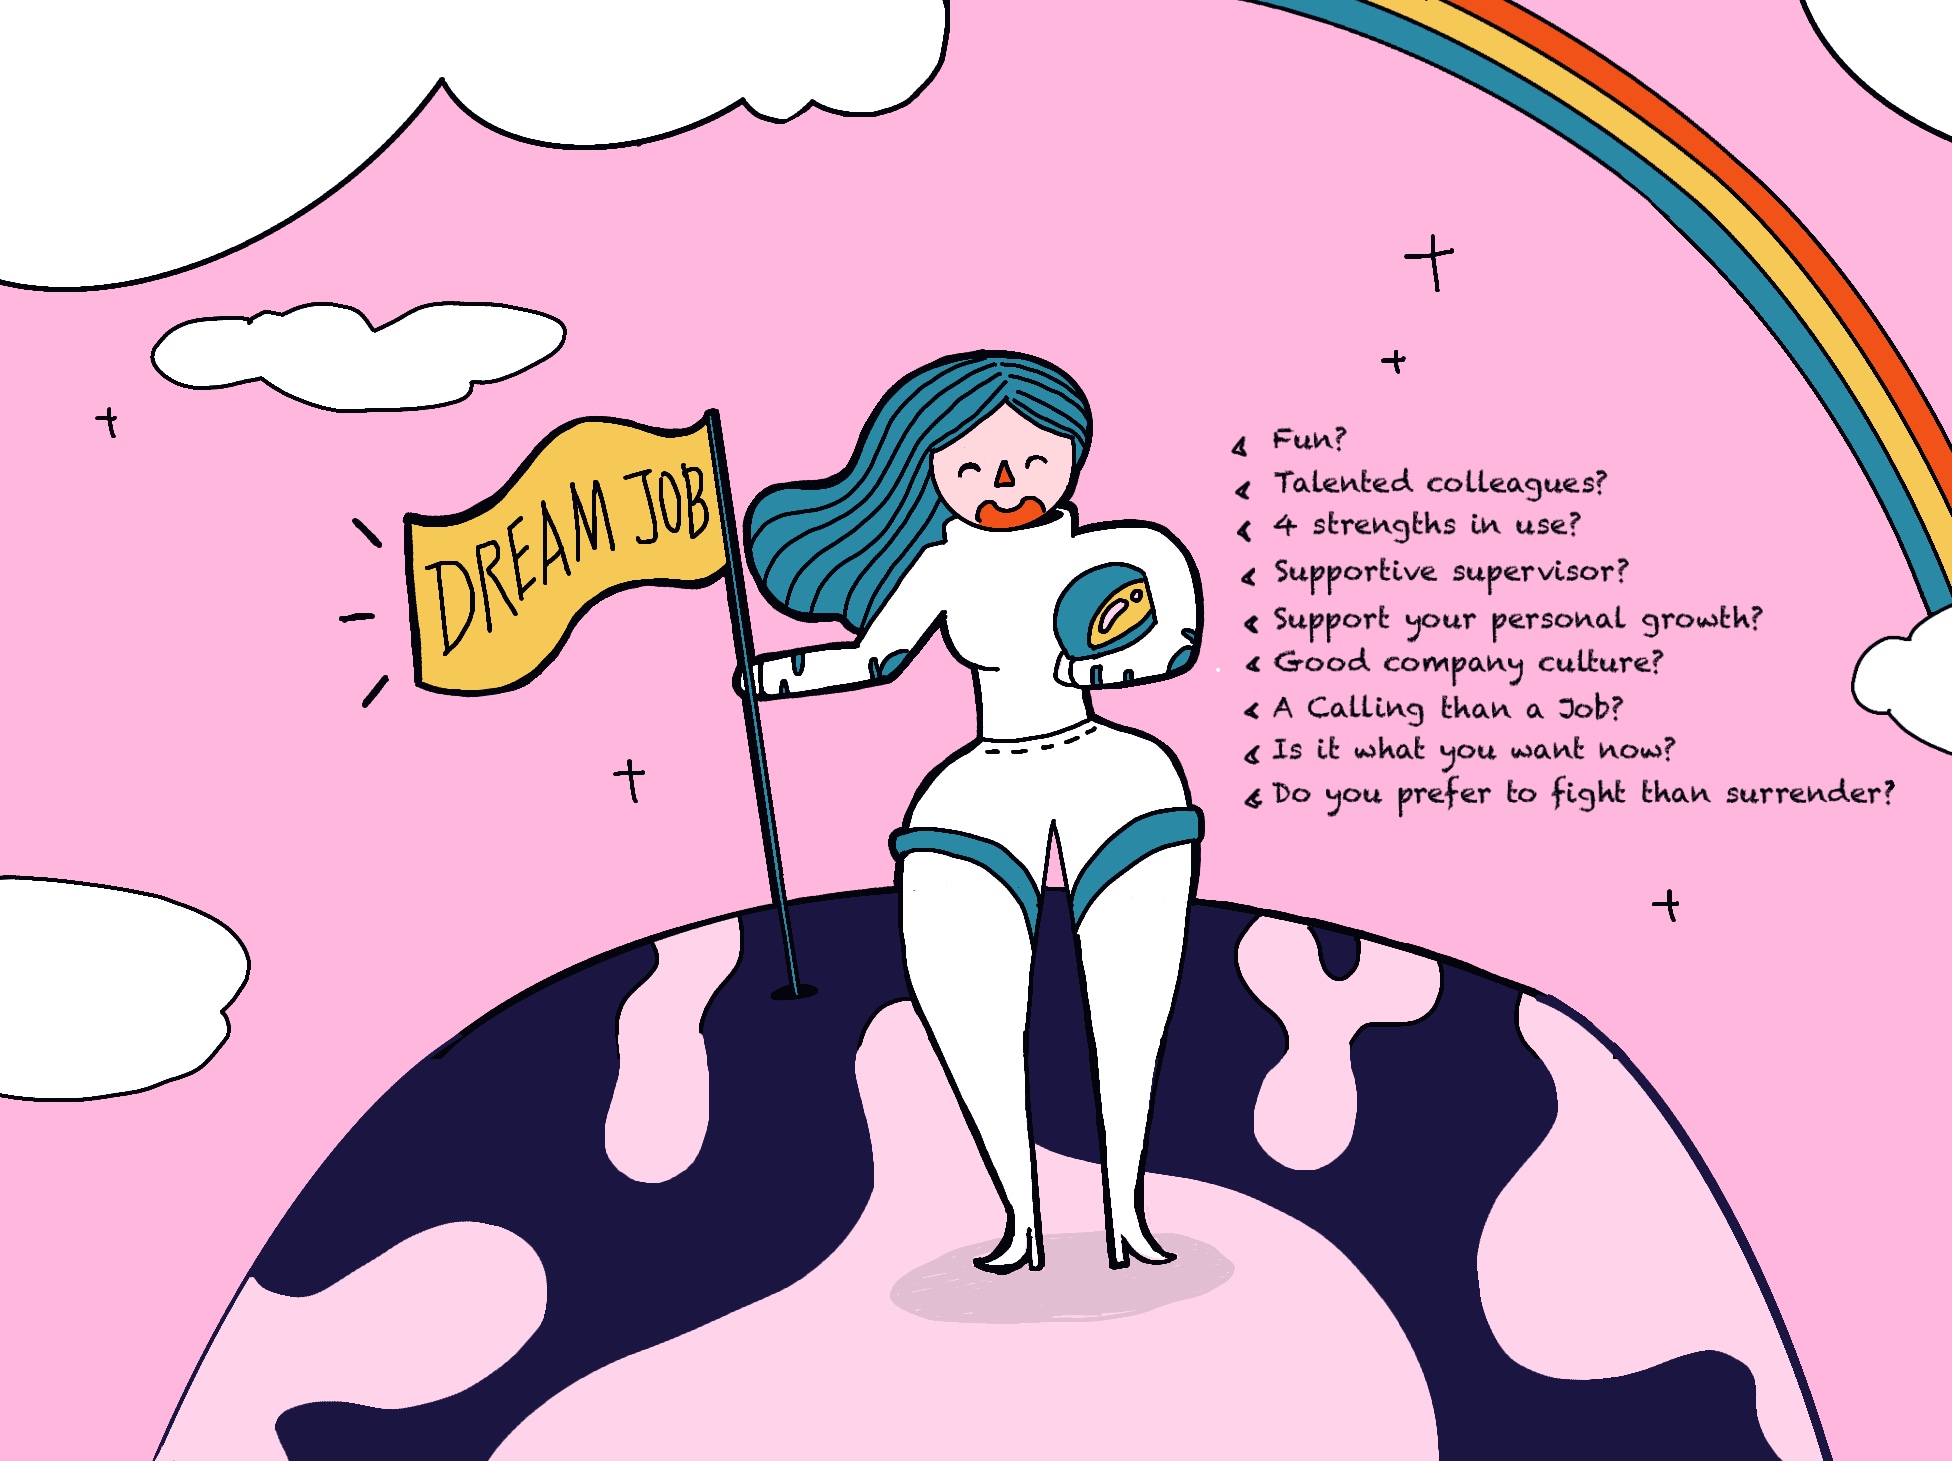 DREAM JOB
Fun?
Talented colleagues?
4 strengths in use?
Supportive supervisor?
Support your personal growth?
Good company culture?
A Calling than a Job?
Is it what you want now?
Do you prefer to fight than surrender?